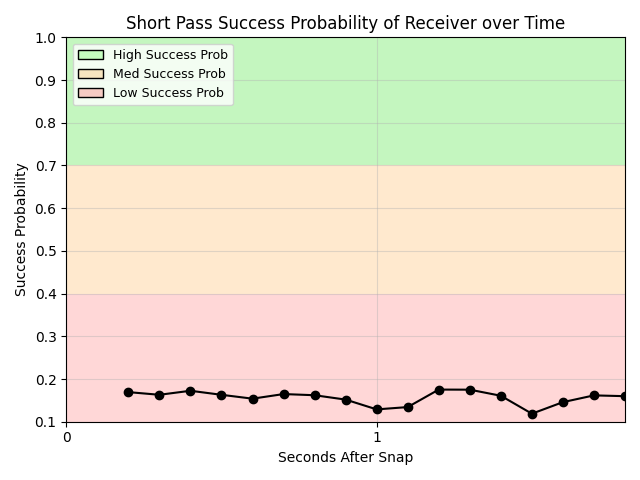 Short Pass Success Probability of Receiver over Time
1.0
High Success Prob
Med Success Prob
Low Success Prob
0.9
0.8
0.7
0.6
0.5
0.4
0.3
0.2
0.1
Success Probability
0
1
Seconds After Snap